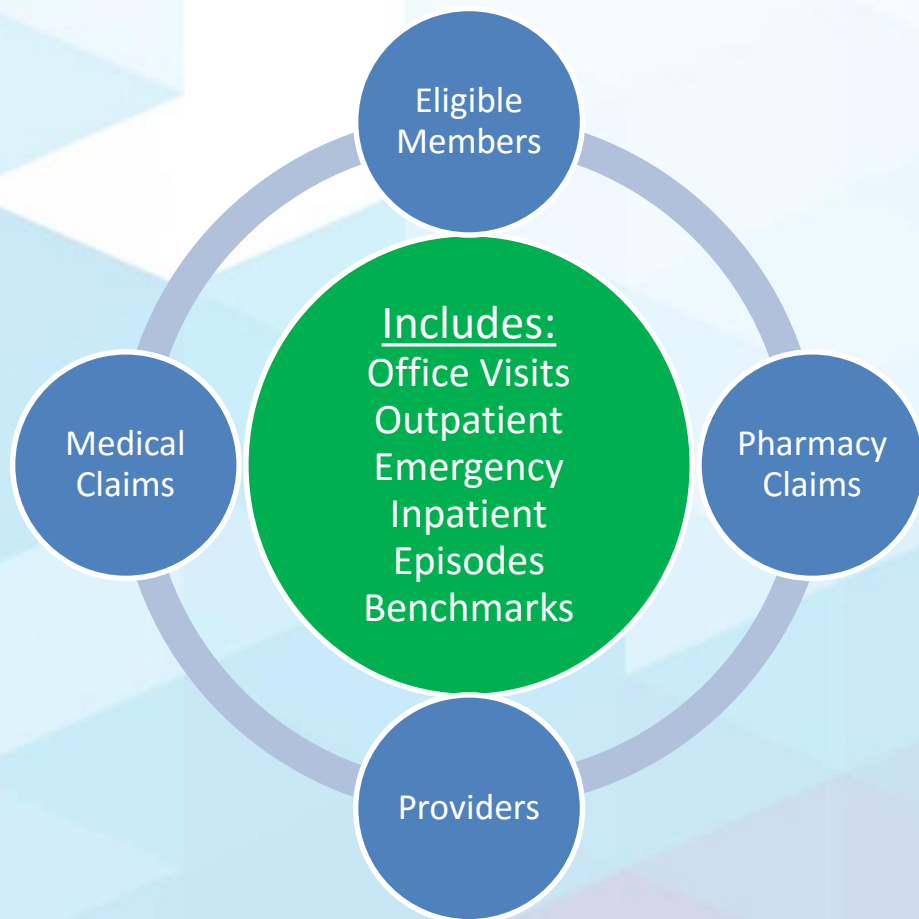 Eligible
Members
Includes:
Office Visits
Outpatient
Emergency
Inpatient
Episodes
Benchmarks
Medical
Claims
Pharmacy
Claims
Providers